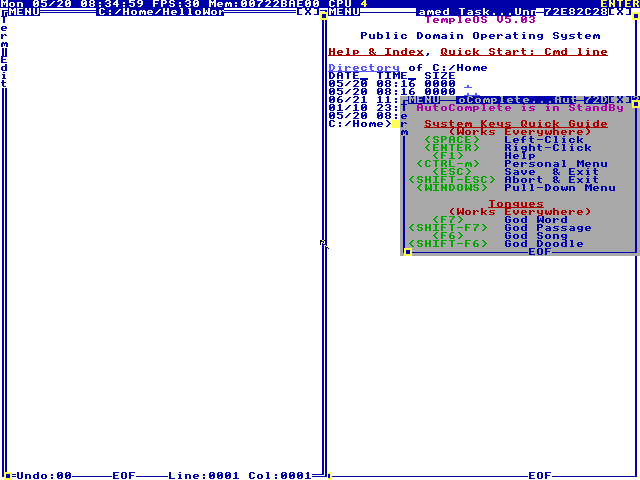 Mon 05/20 08:34:59 FPS:30 Mem:00722BAE00 CPU 4 ENTER
MENU C:/Home/HelloWor [X]
MENU amed Task...Unr 72E82C28[X]
Term Edit
TempleOS V5.03
Public Domain Operating System
Help & Index, Quick Start: Cmd line
Directory of C:/Home
DATE_ TIME_ SIZE
05/20 08:16 0000 .
05/20 08:16 0000 ..
06/21 11:
01/10 23:
05/20 08:
C:/Home>
MENU oComplete...Aut 72D[X]
Term
AutoComplete is in StandBy
System Keys Quick Guide
(Works Everywhere)
<SPACE> Left-Click
<ENTER> Right-Click
<F1> Help
<CTRL-m> Personal Menu
<ESC> Save & Exit
<SHIFT-ESC> Abort & Exit
<WINDOWS> Pull-Down Menu
Tongues
(Works Everywhere)
<F7> God Word
<SHIFT-F7> God Passage
<F6> God Song
<SHIFT-F6> God Doodle
EOF
Undo:00 EOF Line:0001 Col:0001
EOF